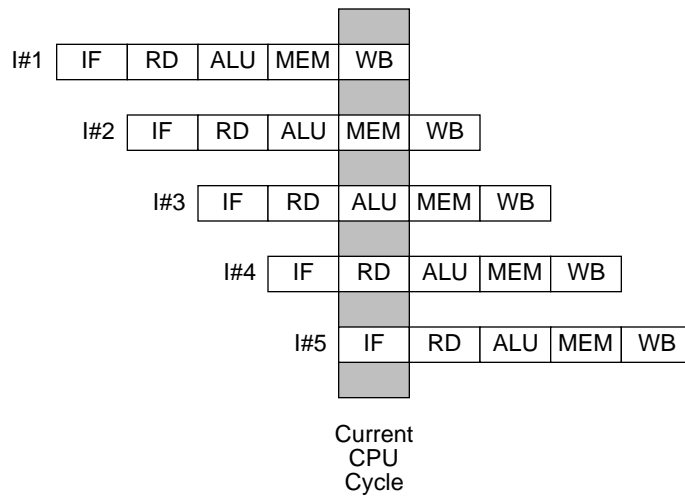 I#1 IF RD ALU MEM WB
I#2 IF RD ALU MEM WB
I#3 IF RD ALU MEM WB
I#4 IF RD ALU MEM WB
I#5 IF RD ALU MEM WB
Current
CPU
Cycle